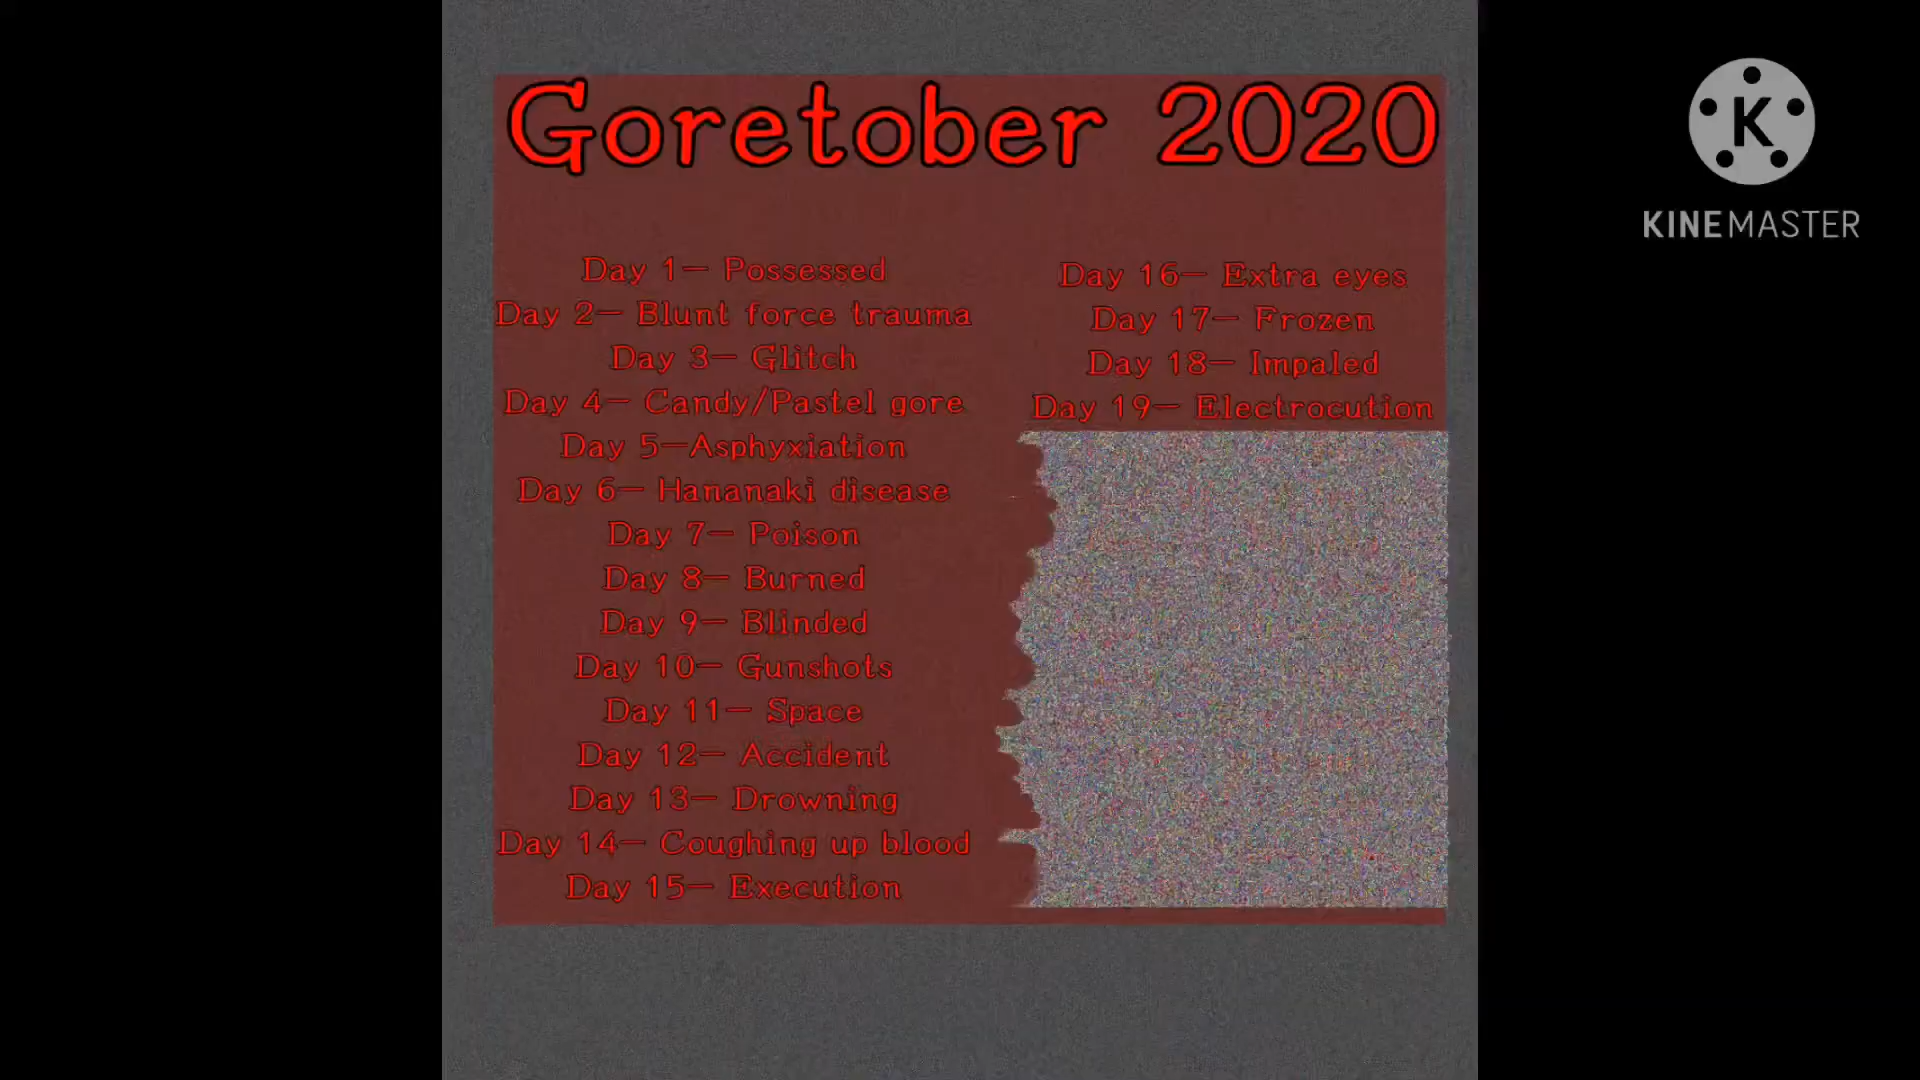 Goretober 2020
Day 1— Possessed
Day 2— Blunt force trauma
Day 3— Glitch
Day 4— Candy/Pastel gore
Day 5—Asphyxiation
Day 6— Hananaki disease
Day 7— Poison
Day 8— Burned
Day 9— Blinded
Day 10— Gunshots
Day 11— Space
Day 12— Accident
Day 13— Drowning
Day 14— Coughing up blood
Day 15— Execution
Day 16— Extra eyes
Day 17— Frozen
Day 18— Impaled
Day 19— Electrocution
K
KINEMASTER